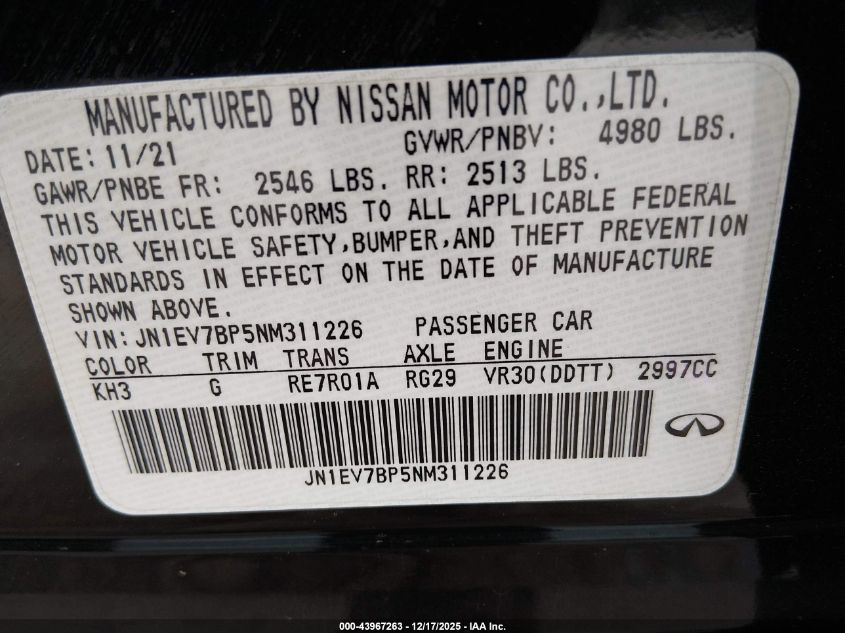 MANUFACTURED BY NISSAN MOTOR CO.,LTD.
DATE: 11/21 GVWR/PNBV: 4980 LBS.
GAWR/PNBE FR: 2546 LBS. RR: 2513 LBS.
THIS VEHICLE CONFORMS TO ALL APPLICABLE FEDERAL
MOTOR VEHICLE SAFETY,BUMPER,AND THEFT PREVENTION
STANDARDS IN EFFECT ON THE DATE OF MANUFACTURE
SHOWN ABOVE.
VIN: JN1EV7BP5NM311226 PASSENGER CAR
COLOR TRIM TRANS AXLE ENGINE
KH3 G RE7R01A RG29 VR30(DDTT) 2997CC
JN1EV7BP5NM311226
000-43967263 - 12/17/2025 - IAA Inc.